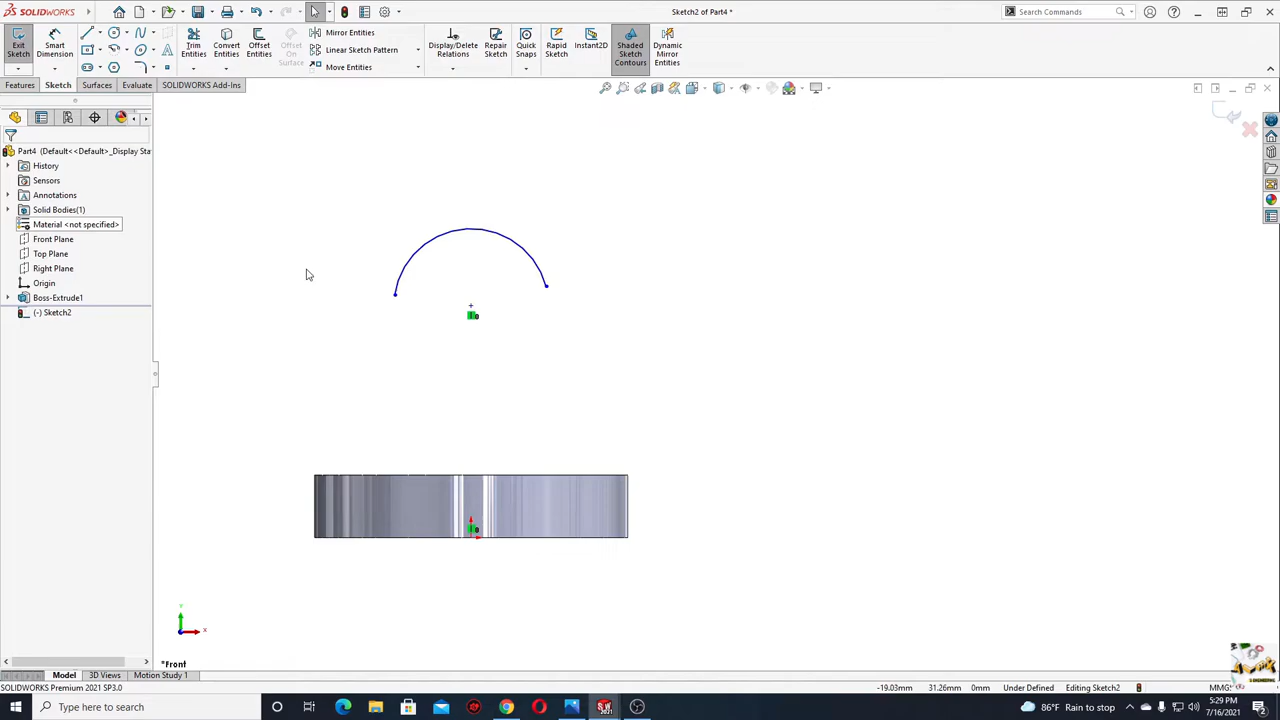 SOLIDWORKS
Sketch2 of Part4 *
Search Commands
Exit Sketch
Smart Dimension
Trim Entities
Convert Entities
Offset Entities
Offset On Surface
Mirror Entities
Linear Sketch Pattern
Move Entities
Display/Delete Relations
Repair Sketch
Quick Snaps
Rapid Sketch
Instant2D
Shaded Sketch Contours
Dynamic Mirror Entities
Features
Sketch
Surfaces
Evaluate
SOLIDWORKS Add-Ins
Part4 (Default<<Default>_Display Sta
History
Sensors
Annotations
Solid Bodies(1)
Material <not specified>
Front Plane
Top Plane
Right Plane
Origin
Boss-Extrude1
(-) Sketch2
Y
X
*Front
Model
3D Views
Motion Study 1
SOLIDWORKS Premium 2021 SP3.0
-19.03mm
31.26mm
0mm
Under Defined
Editing Sketch2
MMG
Type here to search
86°F Rain to stop
5:29 PM
7/16/2021